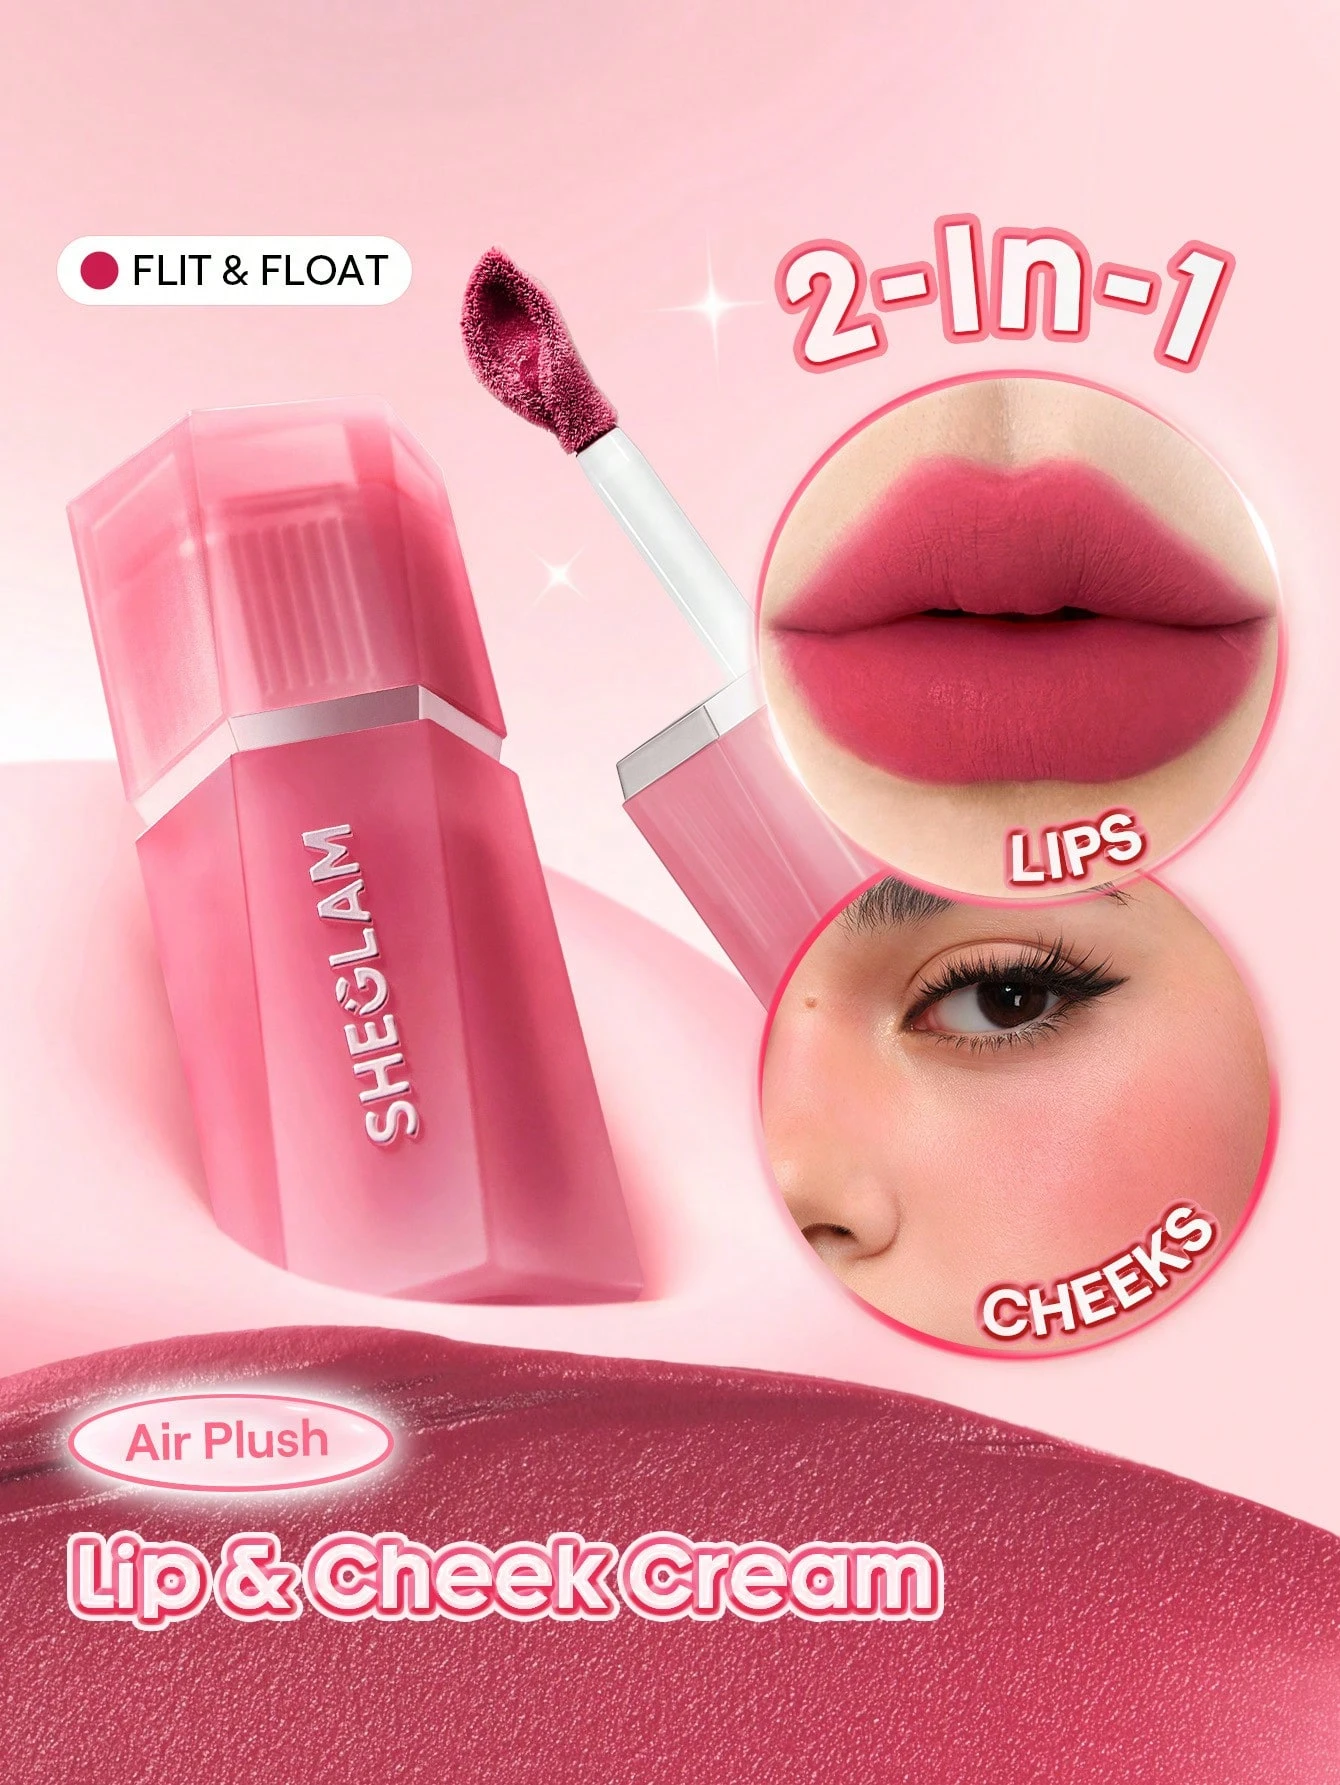 FLIT & FLOAT
2-In-1
SHEGLAM
LIPS
CHEEKS
Air Plush
Lip & Cheek Cream